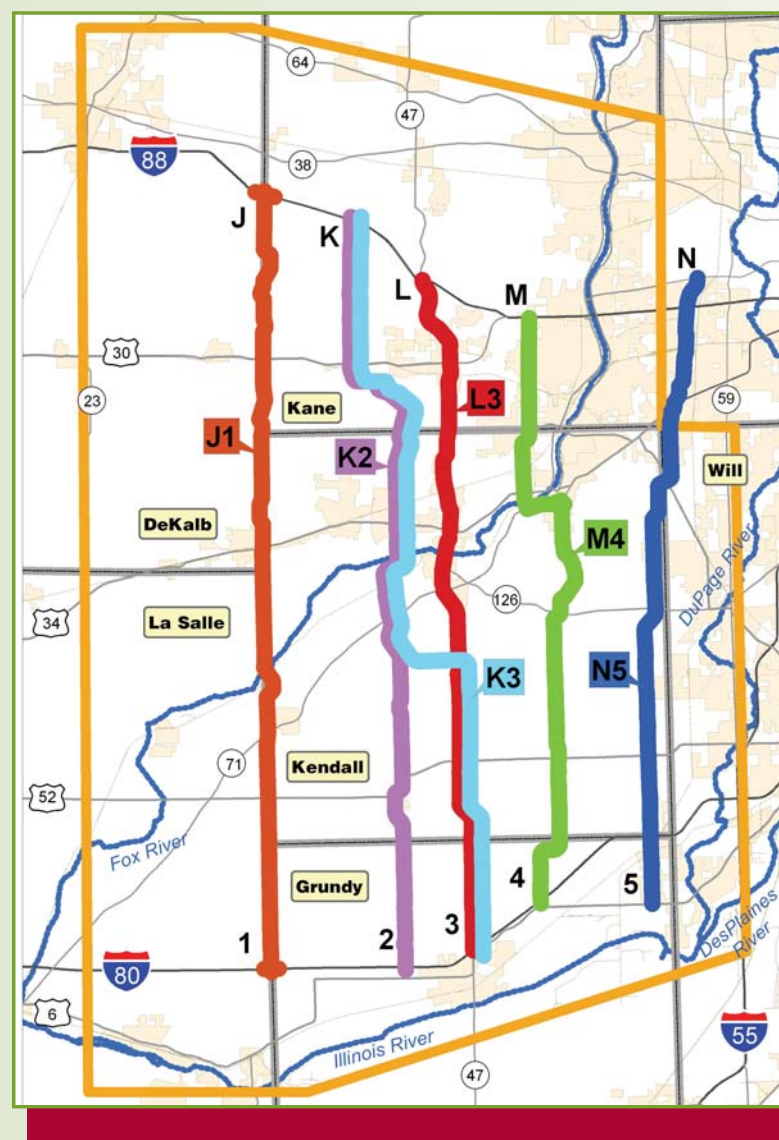 64
47
88
38
J
K
N
L
M
30
59
23
L3
Kane
J1
K2
Will
DeKalb
M4
DuPage River
126
La Salle
34
N5
K3
71
Kendall
52
Fox River
4
5
Grundy
3
1
2
DesPlaines
River
80
6
55
Illinois River
47